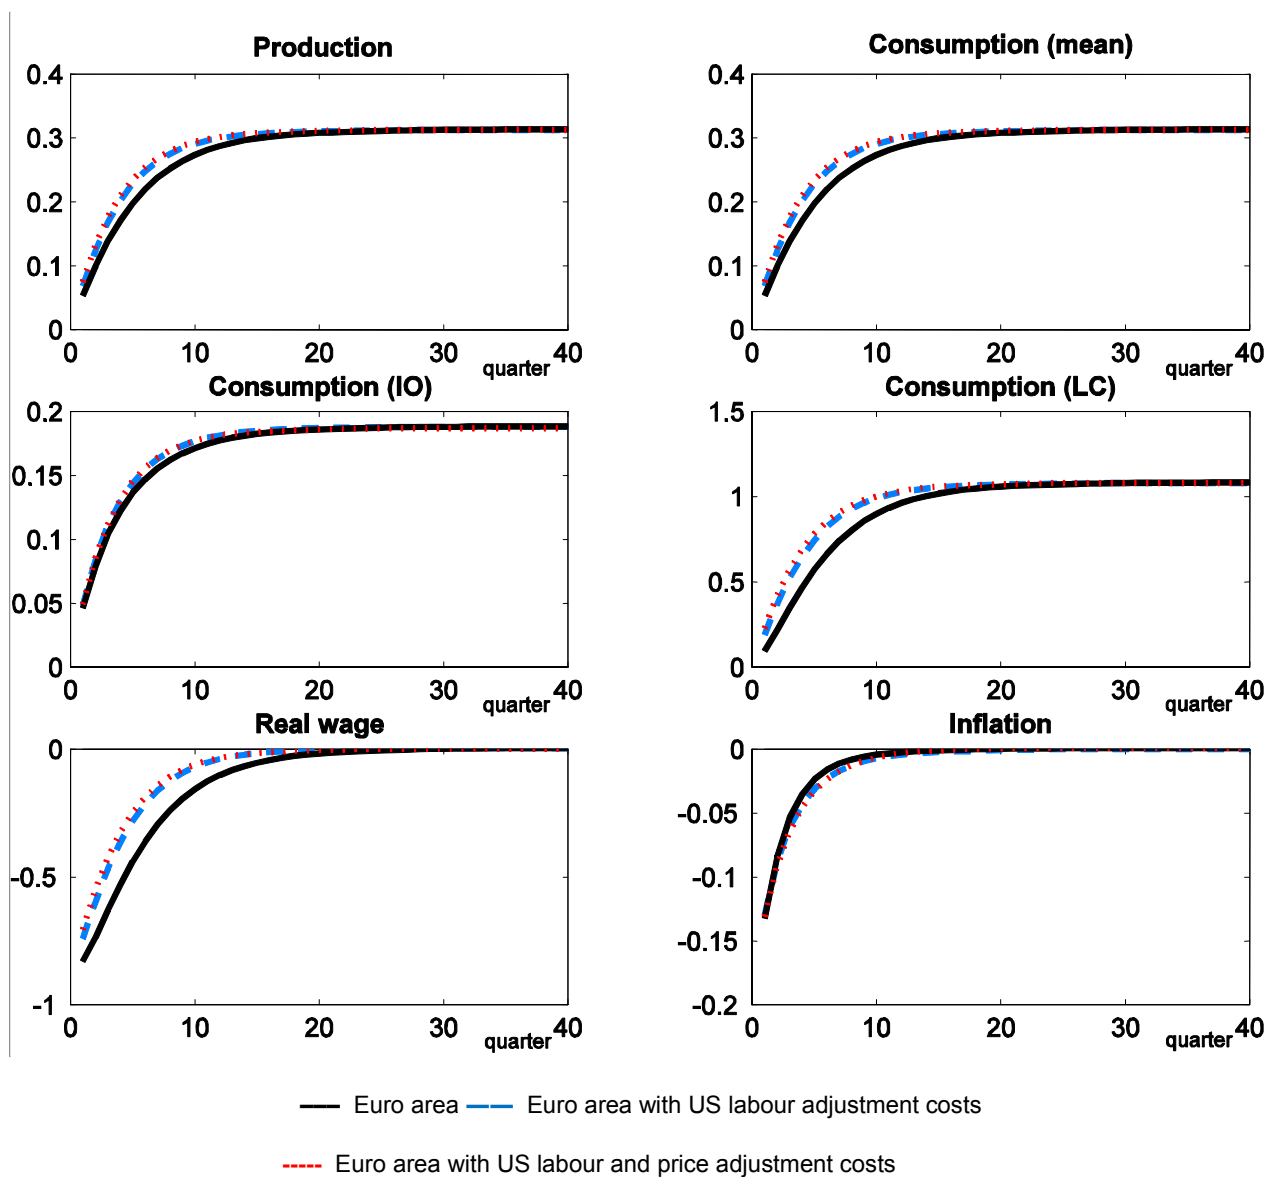 Production
0.4
0.3
0.2
0.1
0
0 10 20 30 40
quarter
Consumption (mean)
0.4
0.3
0.2
0.1
0
0 10 20 30 40
quarter
Consumption (IO)
0.2
0.15
0.1
0.05
0
0 10 20 30 40
quarter
Consumption (LC)
1.5
1
0.5
0
0 10 20 30 40
quarter
Real wage
0
-0.5
-1
0 10 20 30 40
quarter
Inflation
0
-0.05
-0.1
-0.15
-0.2
0 10 20 30 40
quarter
Euro area
Euro area with US labour adjustment costs
Euro area with US labour and price adjustment costs